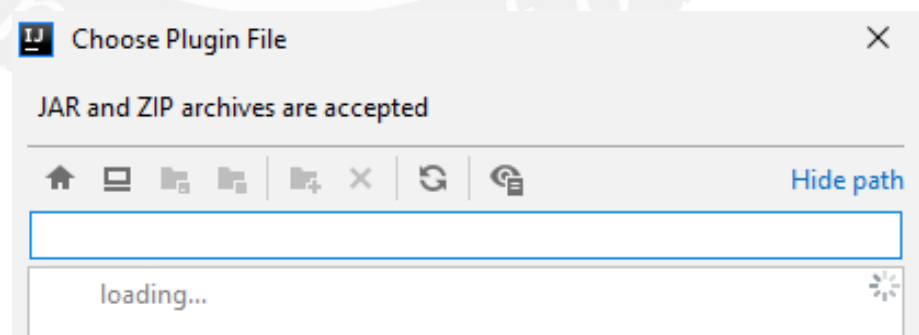 IJ Choose Plugin File
JAR and ZIP archives are accepted
Hide path
loading...